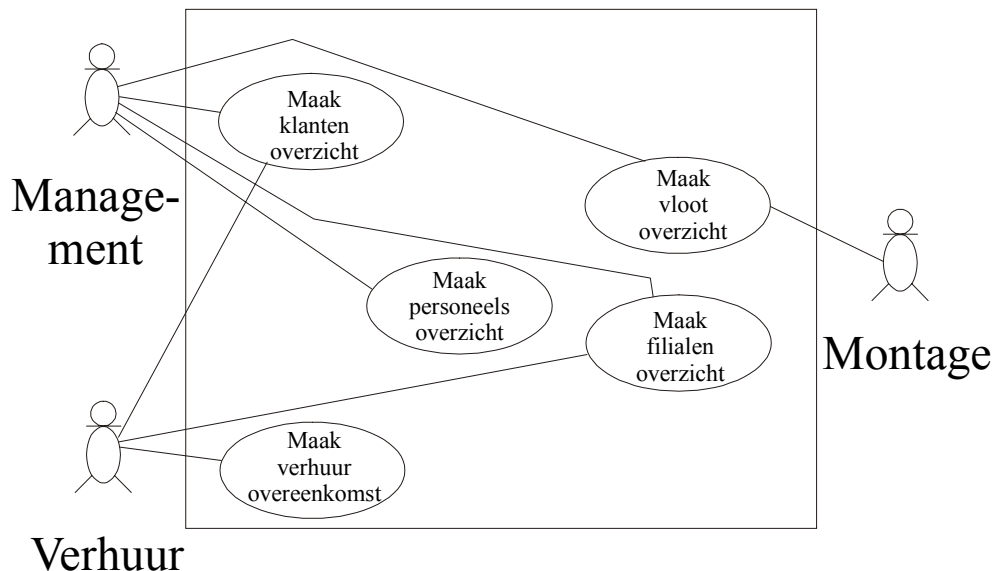 Maak
klanten
overzicht
Manage-
ment
Maak
vloot
overzicht
Maak
personeels
overzicht
Maak
filialen
overzicht
Montage
Maak
verhuur
overeenkomst
Verhuur